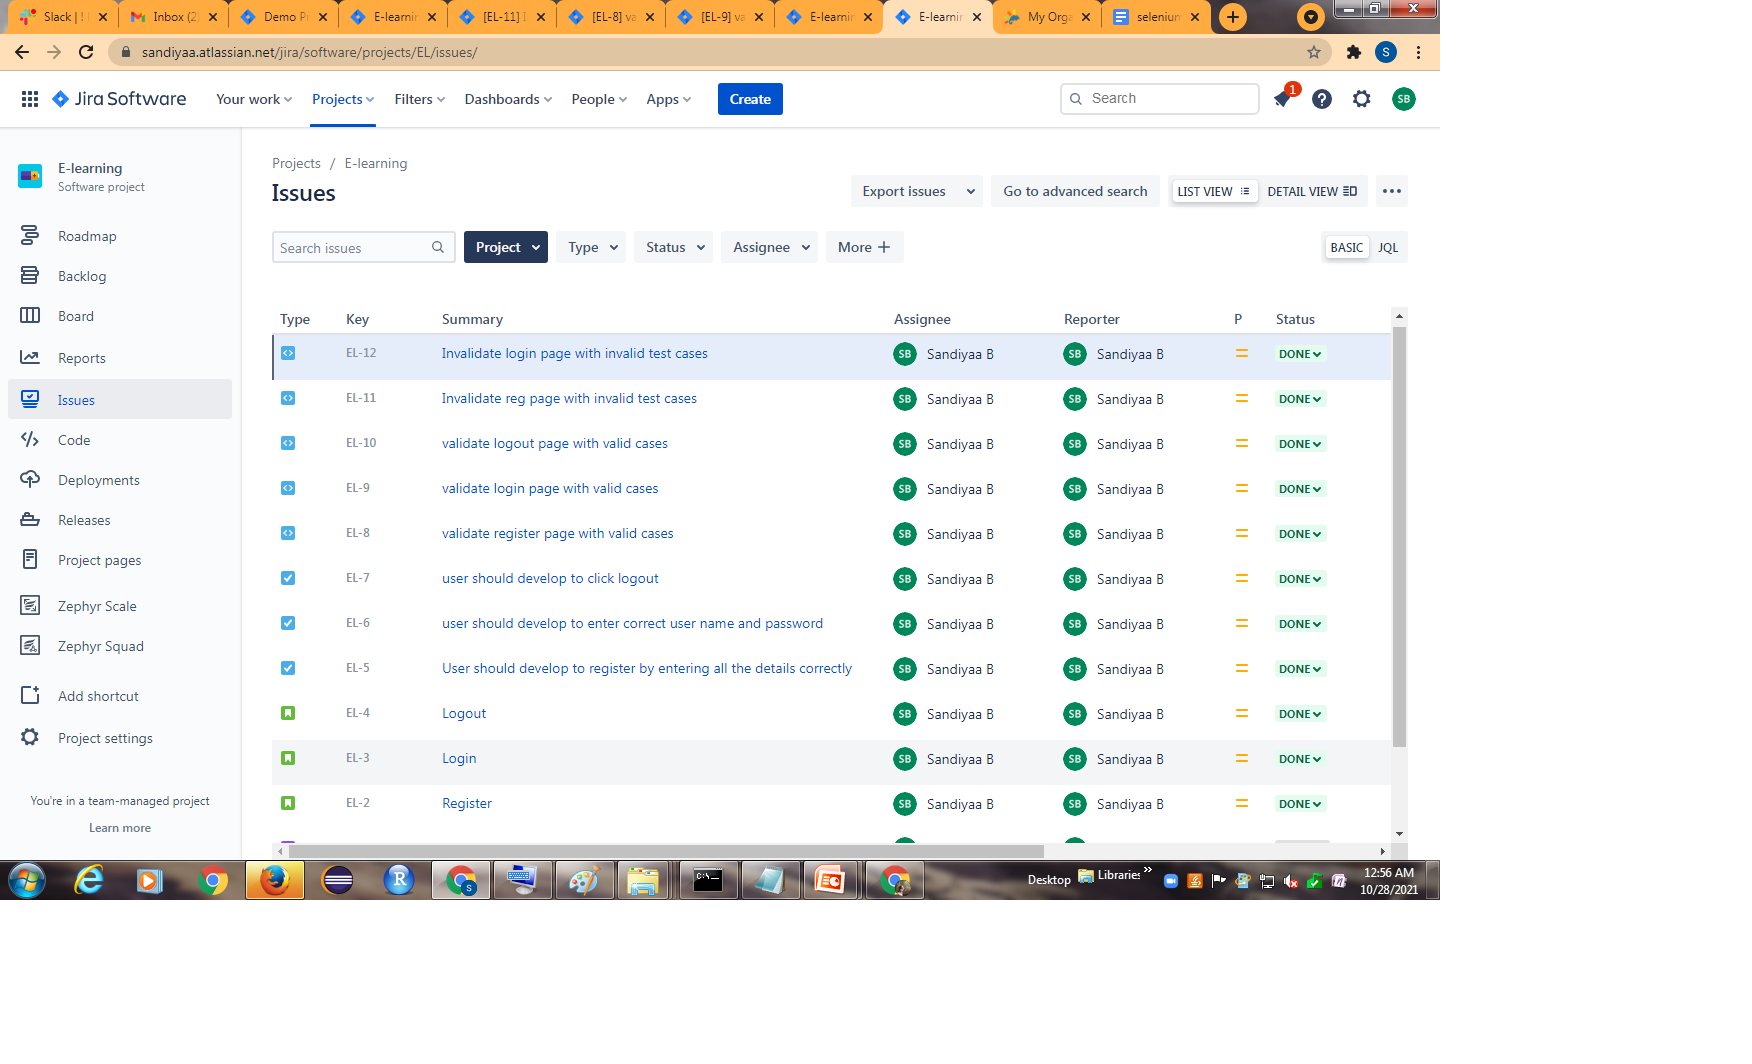 Slack |
Inbox (2
Demo P
E-learnin
[EL-11] I
[EL-8] va
[EL-9] va
E-learnin
E-learnin
My Orga
selenium
sandiyaa.atlassian.net/jira/software/projects/EL/issues/
S
Jira Software
Your work
Projects
Filters
Dashboards
People
Apps
Create
Search
1
SB
E-learning
Software project
Roadmap
Backlog
Board
Reports
Issues
Code
Deployments
Releases
Project pages
Zephyr Scale
Zephyr Squad
Add shortcut
Project settings
You're in a team-managed project
Learn more
Projects / E-learning
Issues
Export issues
Go to advanced search
LIST VIEW
DETAIL VIEW
Search issues
Project
Type
Status
Assignee
More
BASIC
JQL
Type Key Summary Assignee Reporter P Status
EL-12 Invalidate login page with invalid test cases SB Sandiyaa B SB Sandiyaa B DONE
EL-11 Invalidate reg page with invalid test cases SB Sandiyaa B SB Sandiyaa B DONE
EL-10 validate logout page with valid cases SB Sandiyaa B SB Sandiyaa B DONE
EL-9 validate login page with valid cases SB Sandiyaa B SB Sandiyaa B DONE
EL-8 validate register page with valid cases SB Sandiyaa B SB Sandiyaa B DONE
EL-7 user should develop to click logout SB Sandiyaa B SB Sandiyaa B DONE
EL-6 user should develop to enter correct user name and password SB Sandiyaa B SB Sandiyaa B DONE
EL-5 User should develop to register by entering all the details correctly SB Sandiyaa B SB Sandiyaa B DONE
EL-4 Logout SB Sandiyaa B SB Sandiyaa B DONE
EL-3 Login SB Sandiyaa B SB Sandiyaa B DONE
EL-2 Register SB Sandiyaa B SB Sandiyaa B DONE
R
S
C:\_
Desktop
Libraries
12:56 AM
10/28/2021